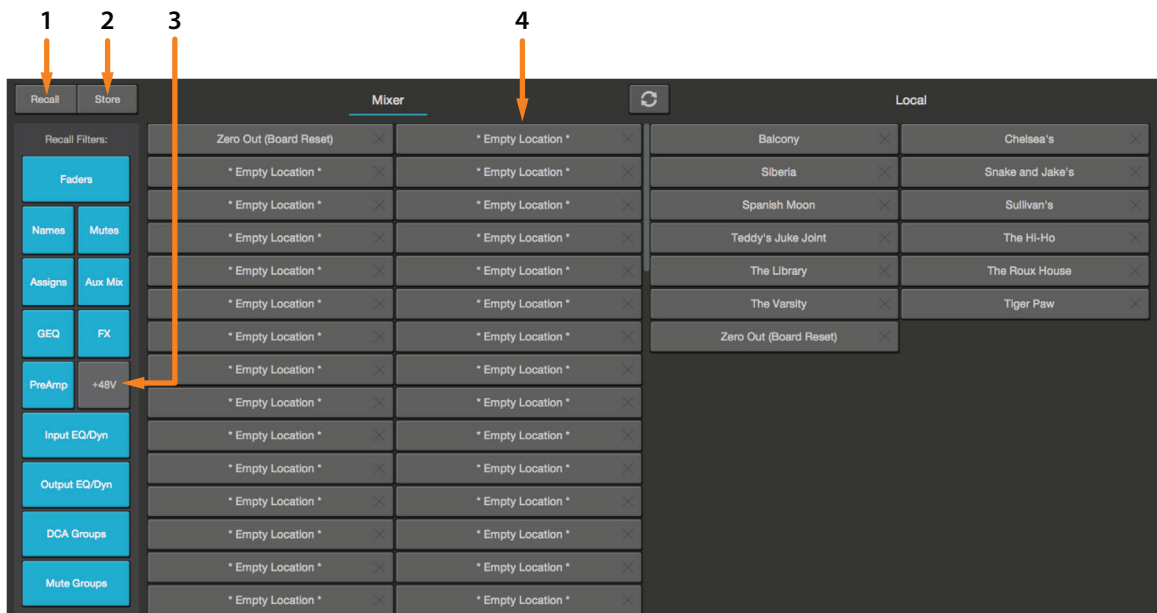 1 2 3 4
Recall Store Mixer Local
Recall Filters:
Faders
Names Mutes
Assigns Aux Mix
GEQ FX
PreAmp +48V
Input EQ/Dyn
Output EQ/Dyn
DCA Groups
Mute Groups
Zero Out (Board Reset) * Empty Location *
* Empty Location * * Empty Location *
* Empty Location * * Empty Location *
* Empty Location * * Empty Location *
* Empty Location * * Empty Location *
* Empty Location * * Empty Location *
* Empty Location * * Empty Location *
* Empty Location * * Empty Location *
* Empty Location * * Empty Location *
* Empty Location * * Empty Location *
* Empty Location * * Empty Location *
* Empty Location * * Empty Location *
* Empty Location * * Empty Location *
* Empty Location * * Empty Location *
* Empty Location * * Empty Location *
Balcony Chelsea's
Siberia Snake and Jake's
Spanish Moon Sullivan's
Teddy's Juke Joint The Hi-Ho
The Library The Roux House
The Varsity Tiger Paw
Zero Out (Board Reset)